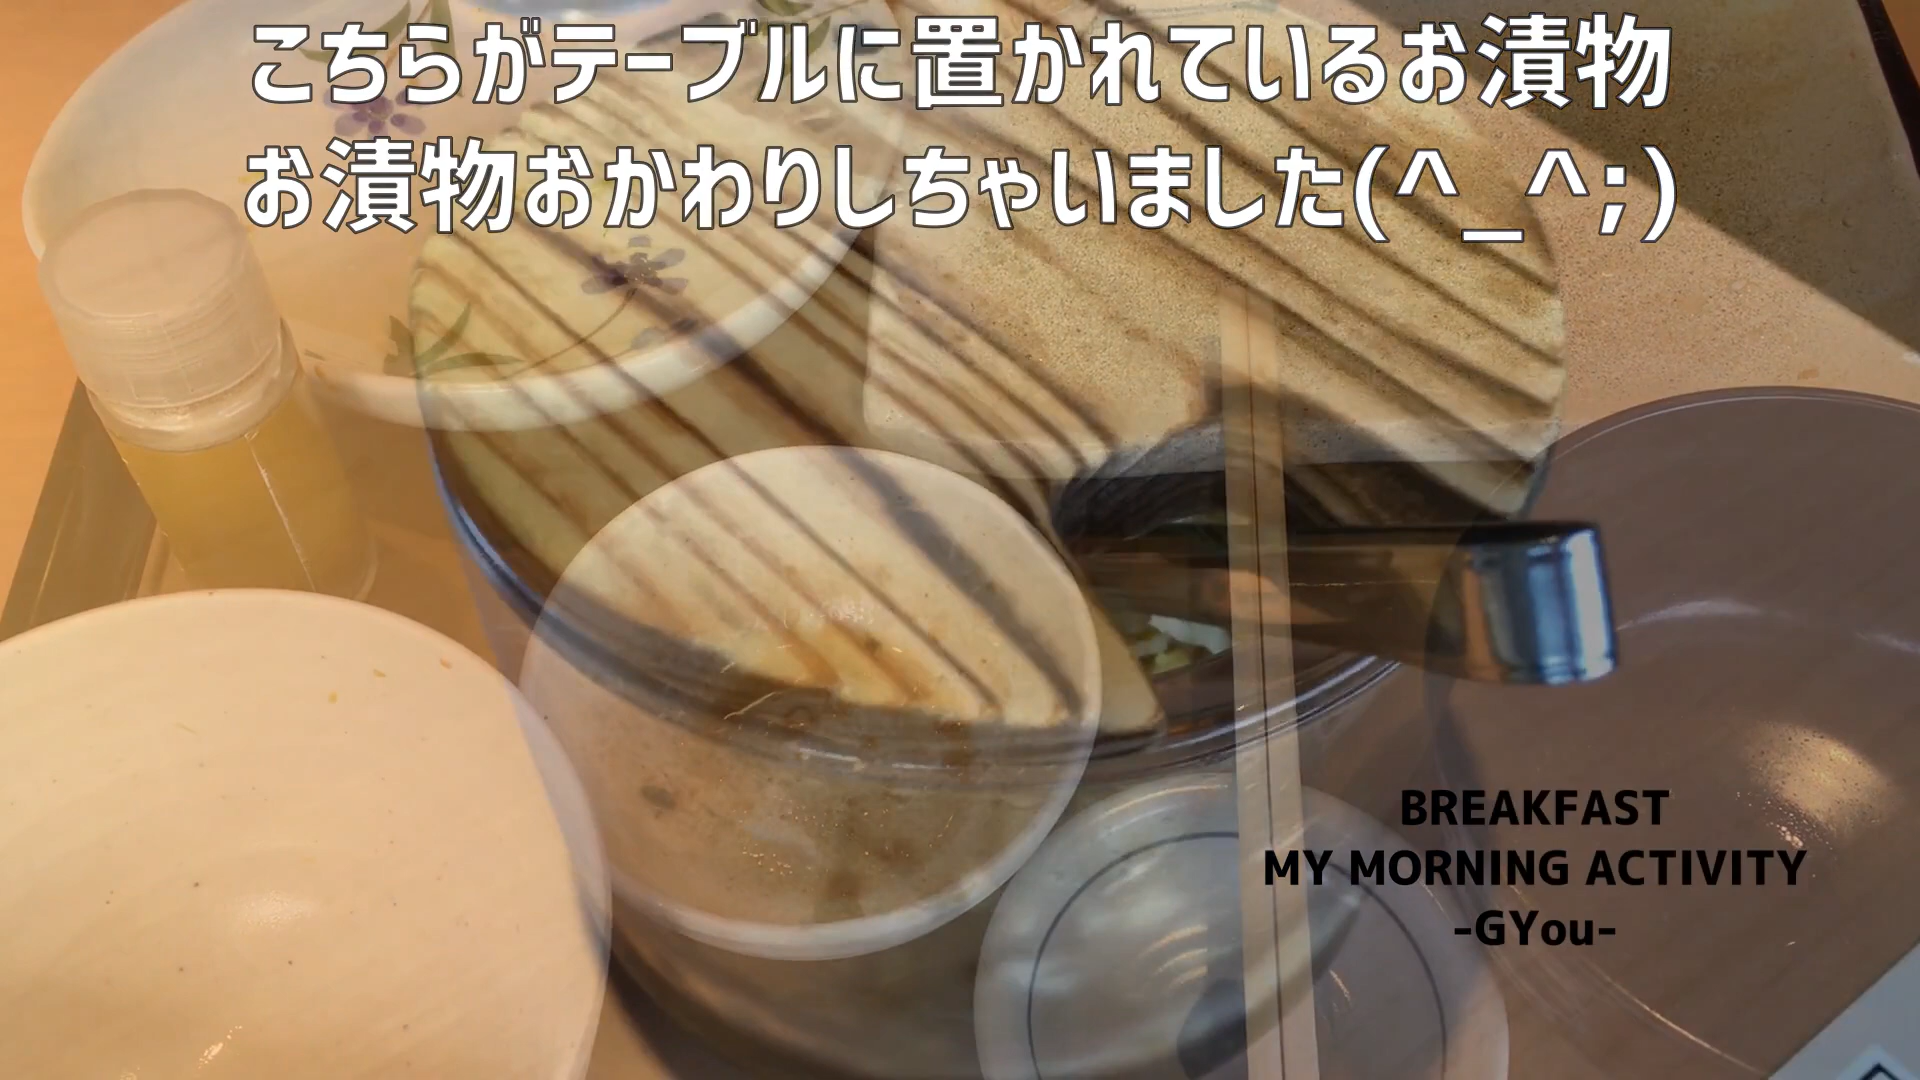 こちらがテーブルに置かれているお漬物
お漬物おかわりしちゃいました(^_^;)
BREAKFAST
MY MORNING ACTIVITY
-GYou-